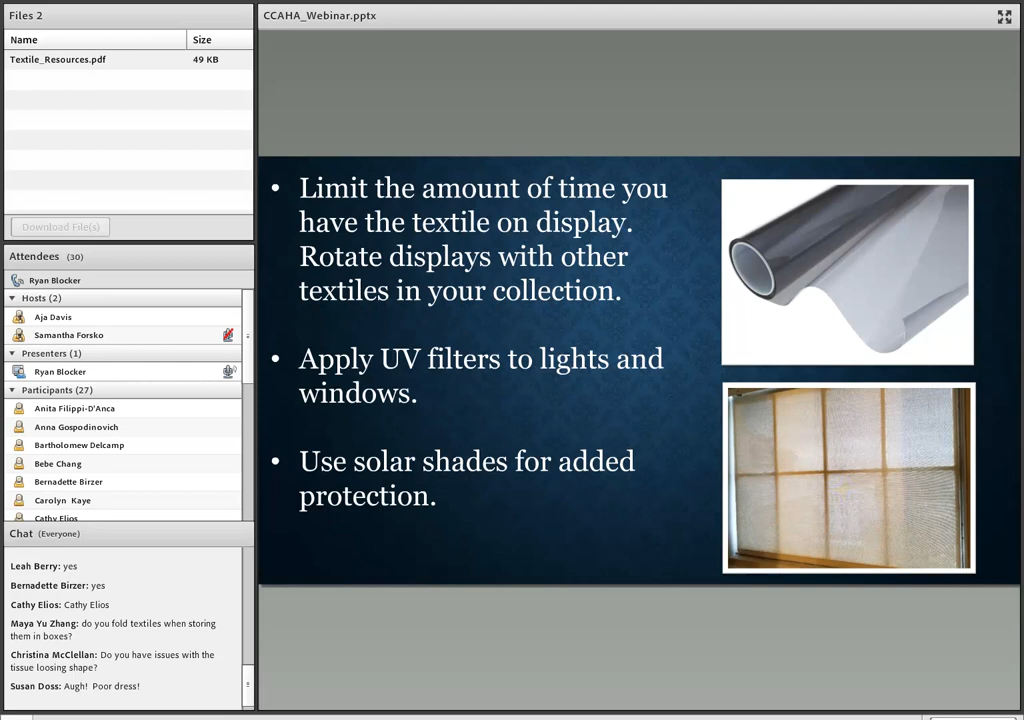 Files 2
Name
Size
Textile_Resources.pdf
49 KB
Download File(s)
Attendees (30)
Ryan Blocker
Hosts (2)
Aja Davis
Samantha Forsko
Presenters (1)
Ryan Blocker
Participants (27)
Anita Filippi-D'Anca
Anna Gospodinovich
Bartholomew Delcamp
Bebe Chang
Bernadette Birzer
Carolyn Kaye
Cathy Elios
Chat (Everyone)
Leah Berry: yes
Bernadette Birzer: yes
Cathy Elios: Cathy Elios
Maya Yu Zhang: do you fold textiles when storing
them in boxes?
Christina McClellan: Do you have issues with the
tissue loosing shape?
Susan Doss: Augh! Poor dress!
CCAHA_Webinar.pptx
• Limit the amount of time you
have the textile on display.
Rotate displays with other
textiles in your collection.
• Apply UV filters to lights and
windows.
• Use solar shades for added
protection.